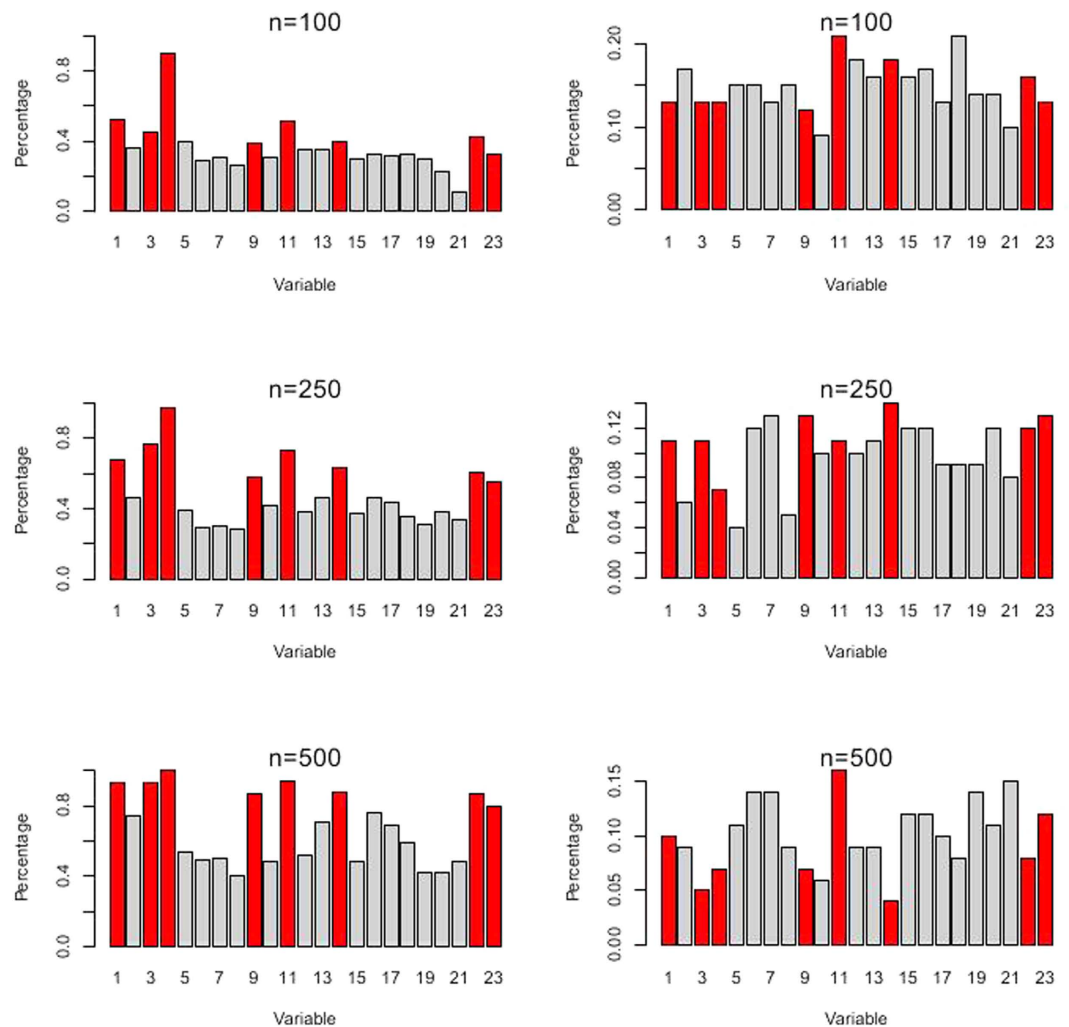 n=100
Percentage
0.0 0.4 0.8
1 3 5 7 9 11 13 15 17 19 21 23
Variable
n=100
Percentage
0.00 0.10 0.20
1 3 5 7 9 11 13 15 17 19 21 23
Variable
n=250
Percentage
0.0 0.4 0.8
1 3 5 7 9 11 13 15 17 19 21 23
Variable
n=250
Percentage
0.00 0.04 0.08 0.12
1 3 5 7 9 11 13 15 17 19 21 23
Variable
n=500
Percentage
0.0 0.4 0.8
1 3 5 7 9 11 13 15 17 19 21 23
Variable
n=500
Percentage
0.00 0.05 0.10 0.15
1 3 5 7 9 11 13 15 17 19 21 23
Variable